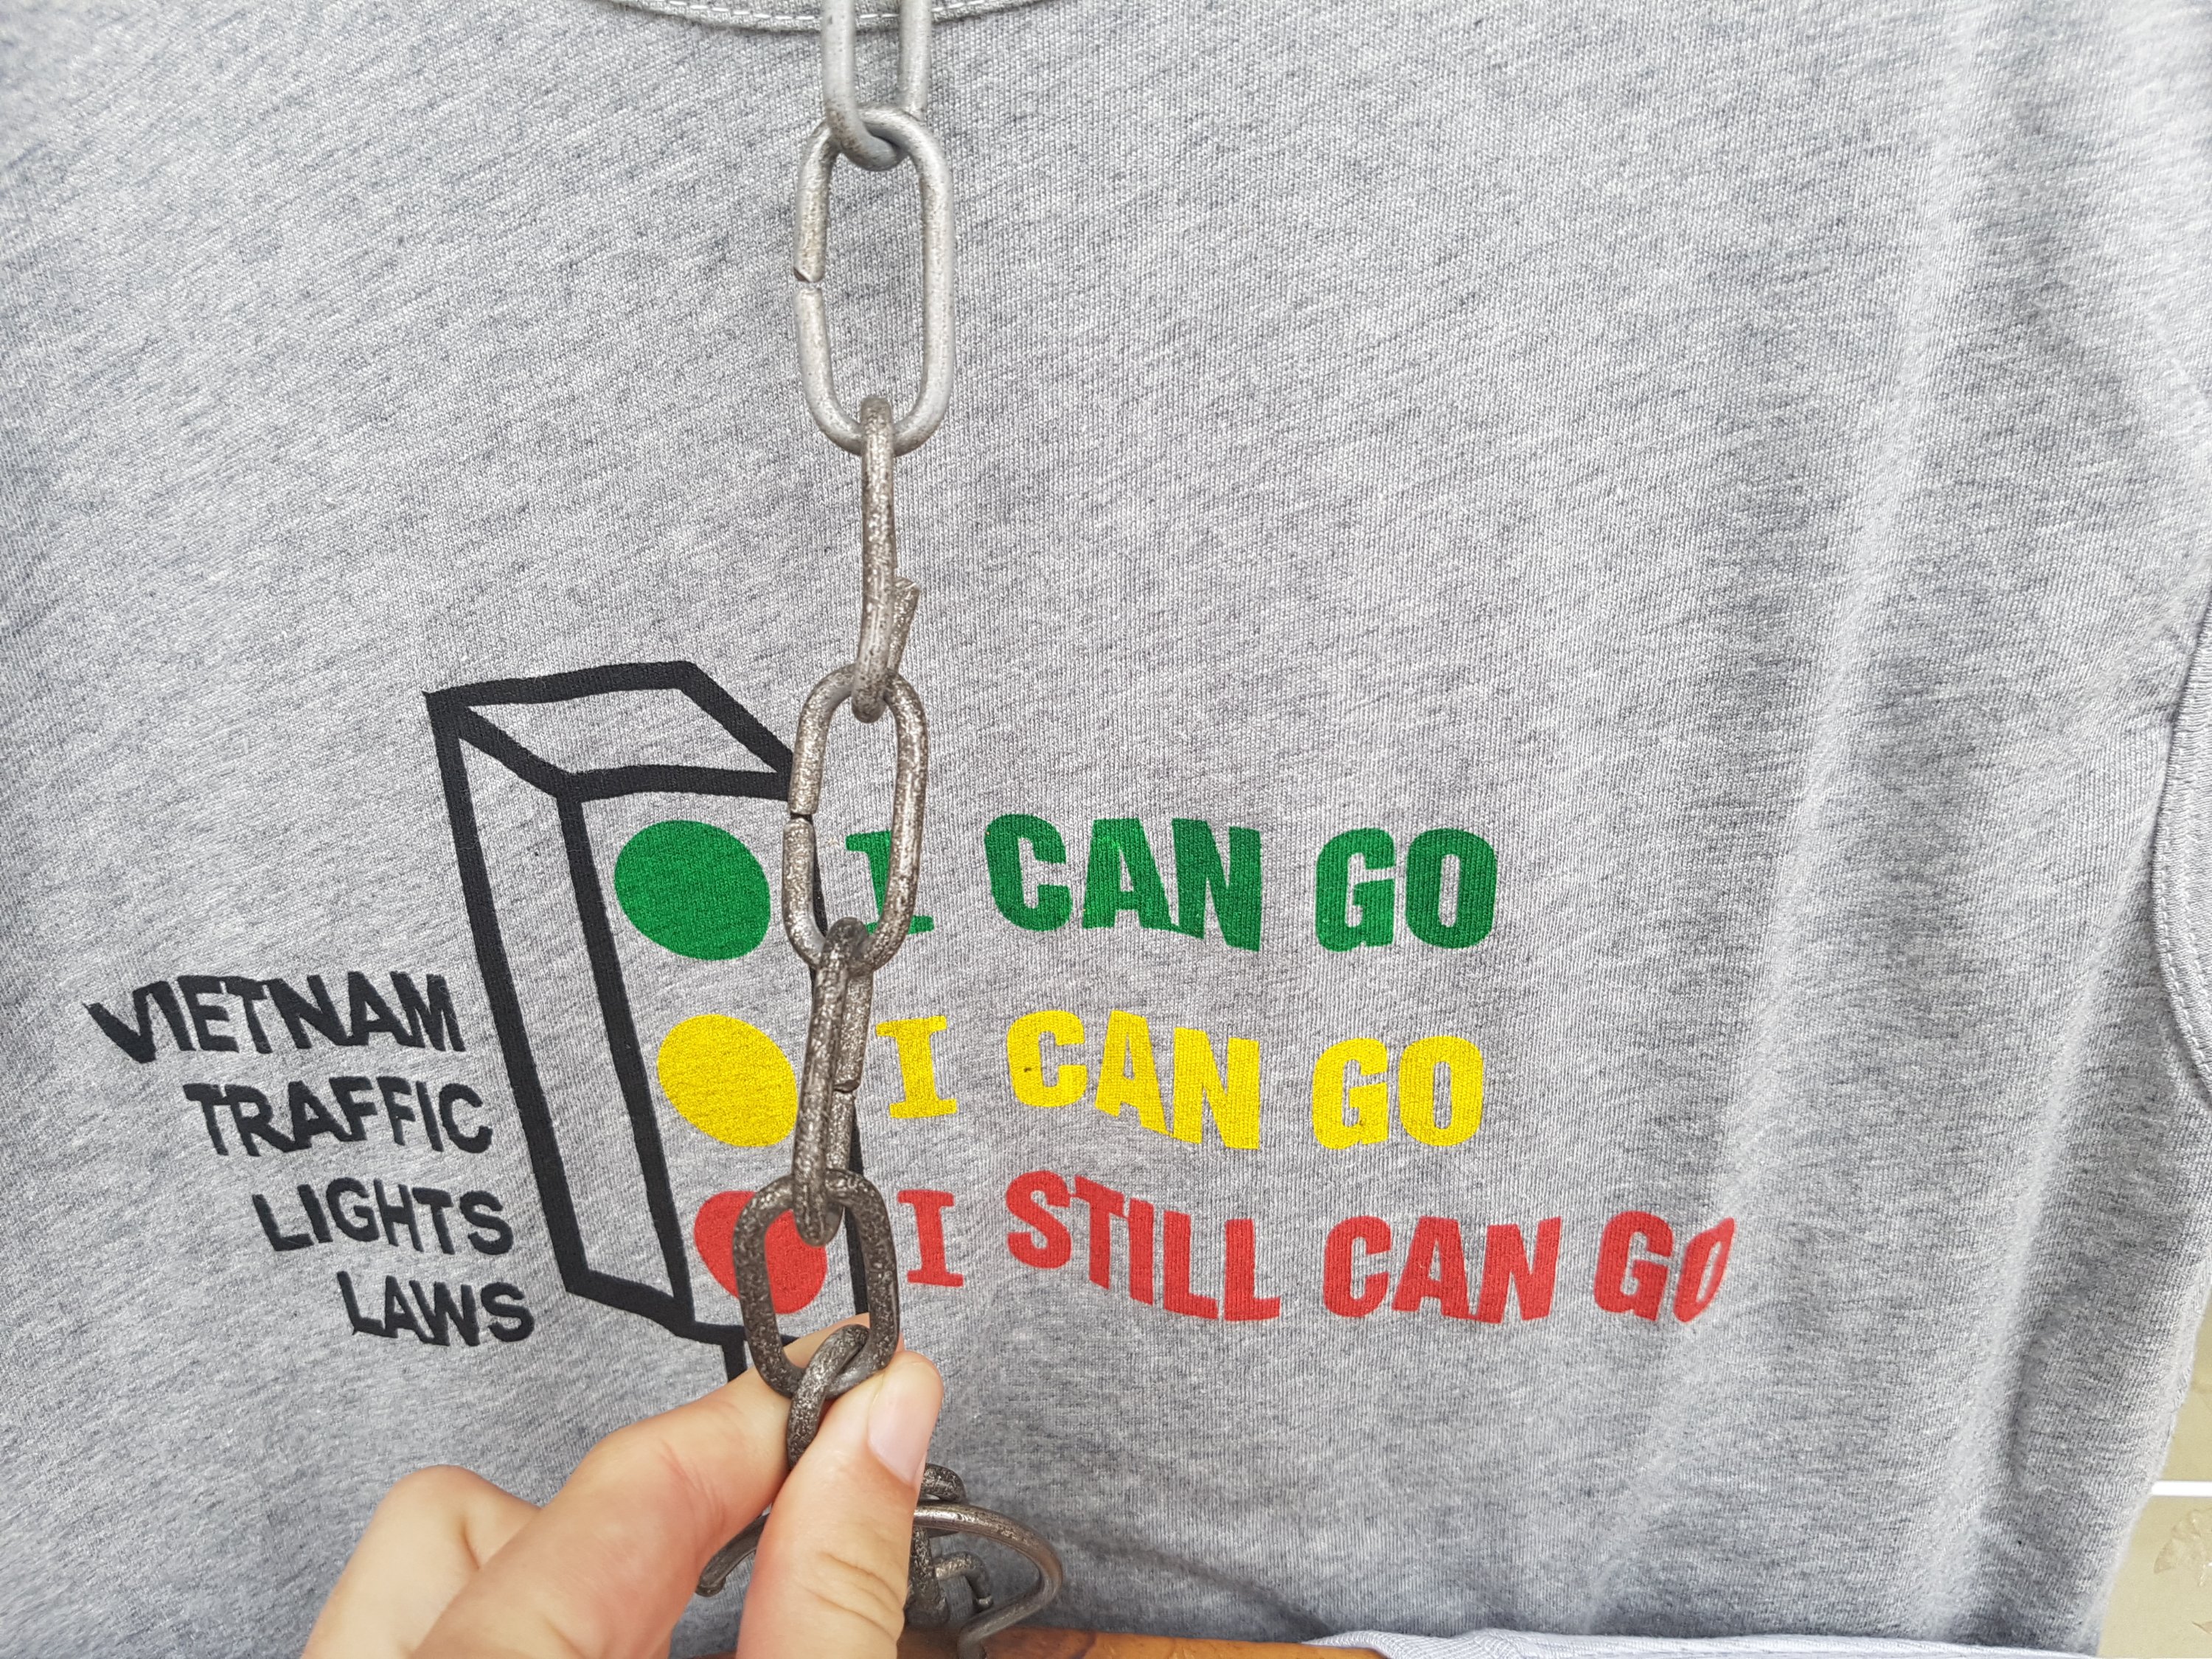 I CAN GO
I CAN GO
I STILL CAN GO
VIETNAM
TRAFFIC
LIGHTS
LAWS